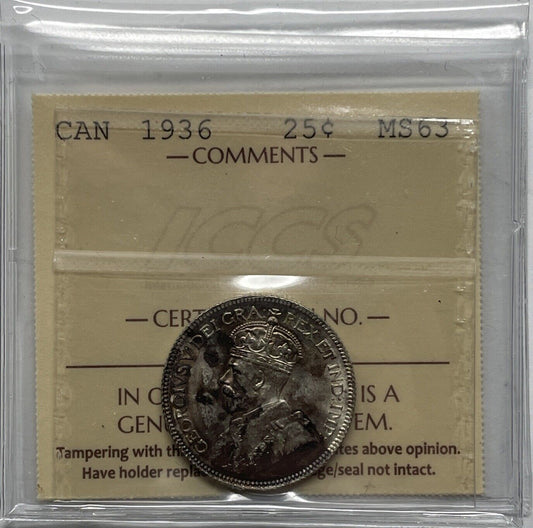 CAN 1936 25¢ MS63
— COMMENTS —
ICCS
— CERT NO. —
IN IS A
GEN EM.
Tampering with th tes above opinion.
Have holder repla ge/seal not intact.
GEORGIVS V DEI GRA REX ET IND:IMP: